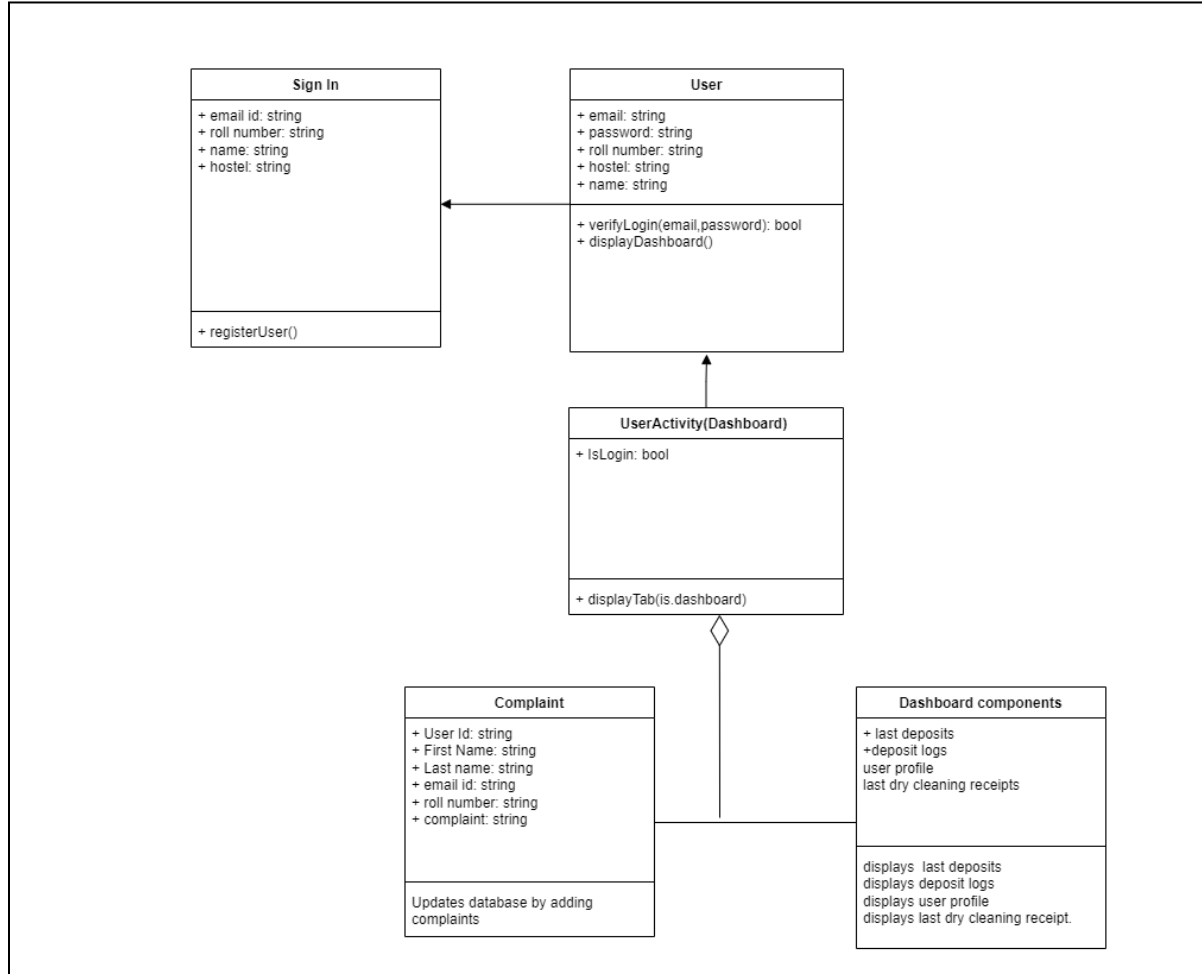 Sign In
+ email id: string
+ roll number: string
+ name: string
+ hostel: string
+ registerUser()
User
+ email: string
+ password: string
+ roll number: string
+ hostel: string
+ name: string
+ verifyLogin(email,password): bool
+ displayDashboard()
UserActivity(Dashboard)
+ IsLogin: bool
+ displayTab(is.dashboard)
Complaint
+ User Id: string
+ First Name: string
+ Last name: string
+ email id: string
+ roll number: string
+ complaint: string
Updates database by adding
complaints
Dashboard components
+ last deposits
+deposit logs
user profile
last dry cleaning receipts
displays  last deposits
displays deposit logs
displays user profile
displays last dry cleaning receipt.